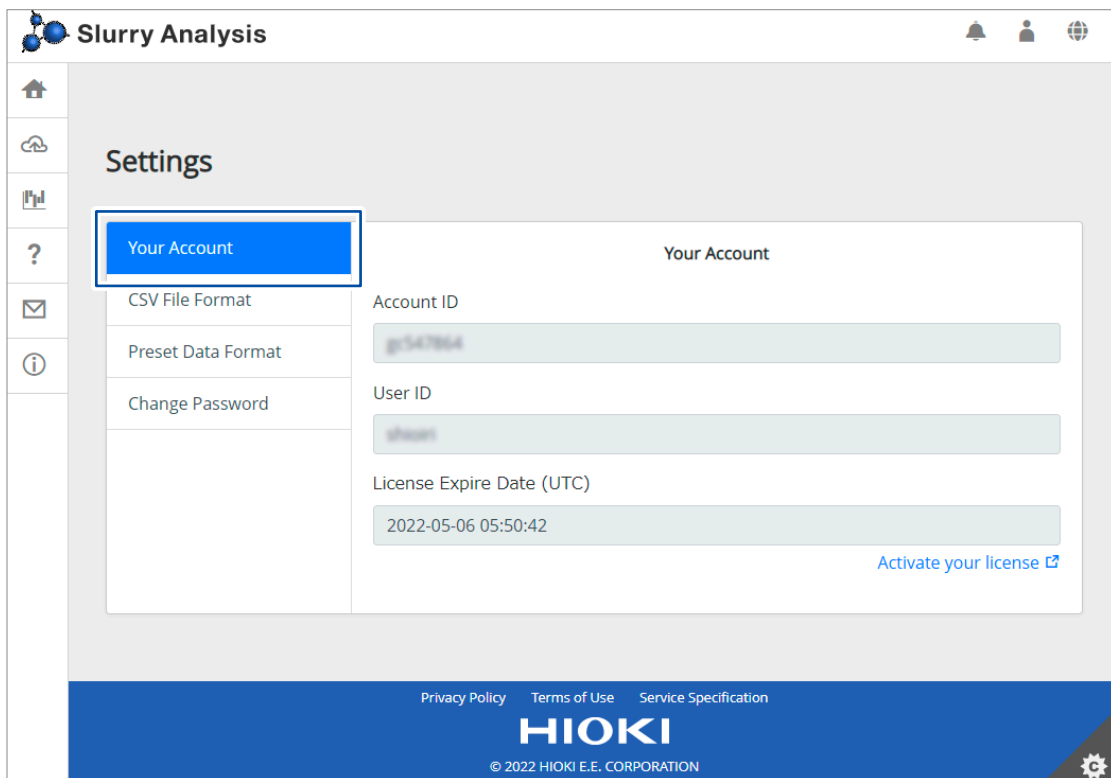 Slurry Analysis
Settings
Your Account
CSV File Format
Preset Data Format
Change Password
Your Account
Account ID
User ID
License Expire Date (UTC)
2022-05-06 05:50:42
Activate your license
Privacy Policy Terms of Use Service Specification
HIOKI
© 2022 HIOKI E.E. CORPORATION